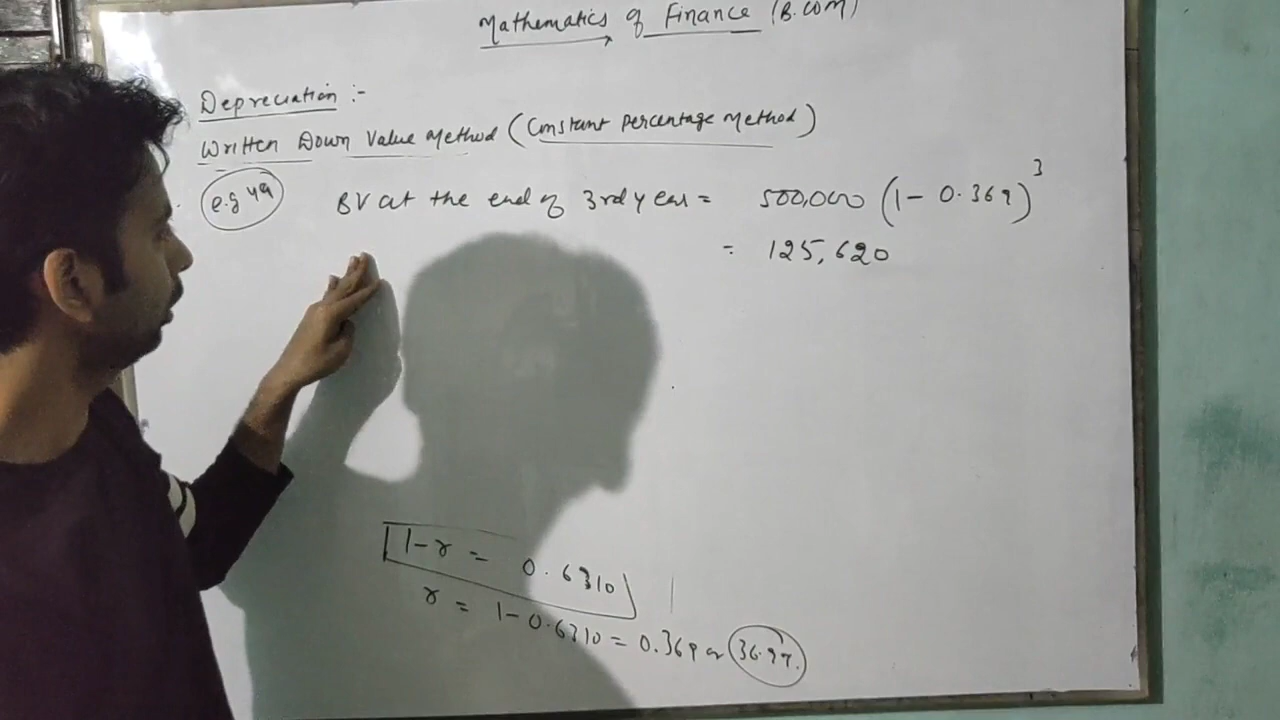 Mathematics of Finance (B.COM)
Depreciation :-
Written Down Value Method (Constant Percentage Method)
e.g 49 BV at the end of 3rd year = 500,000 (1 - 0.369)³
= 125,620
1-r = 0.6310
r = 1-0.6310 = 0.369 or 36.9%